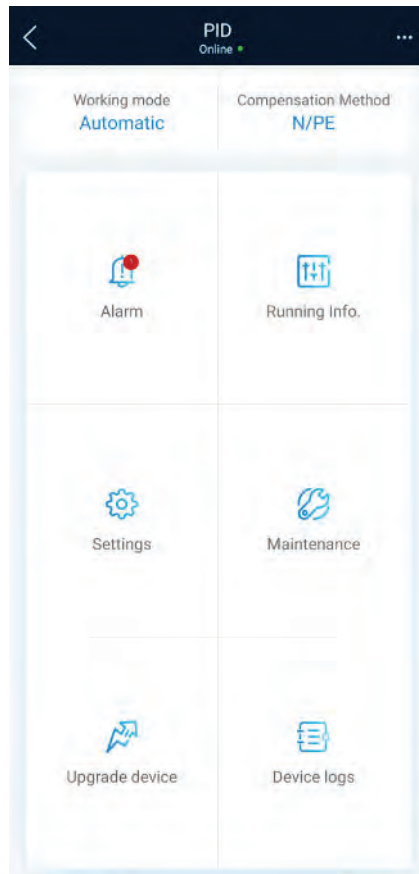 PID
Online
Working mode
Compensation Method
Automatic
N/PE
Alarm
Running Info.
Settings
Maintenance
Upgrade device
Device logs